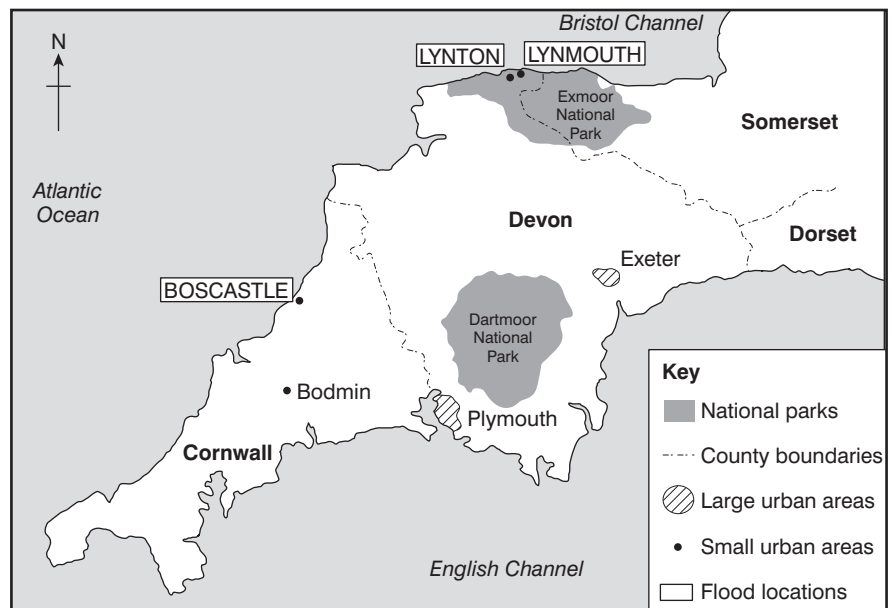 Bristol Channel
N
LYNTON
LYNMOUTH
Exmoor
National
Park
Somerset
Atlantic
Ocean
Devon
Dorset
Exeter
BOSCASTLE
Dartmoor
National
Park
Bodmin
Plymouth
Cornwall
English Channel
Key
National parks
County boundaries
Large urban areas
Small urban areas
Flood locations